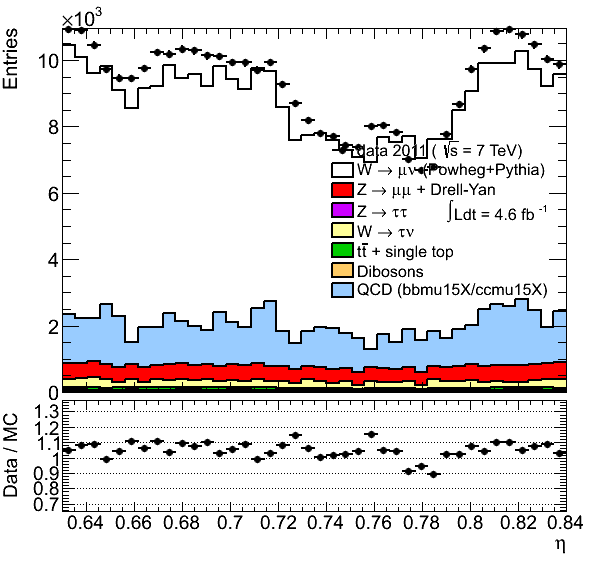 ×10³
Entries
10
8
6
4
2
0
data 2011 ( √s = 7 TeV)
W → μν (Powheg+Pythia)
Z → μμ + Drell-Yan
Z → ττ
∫Ldt = 4.6 fb⁻¹
W → τν
tt̄ + single top
Dibosons
QCD (bbmu15X/ccmu15X)
Data / MC
1.3
1.2
1.1
1
0.9
0.8
0.7
0.64 0.66 0.68 0.7 0.72 0.74 0.76 0.78 0.8 0.82 0.84
η